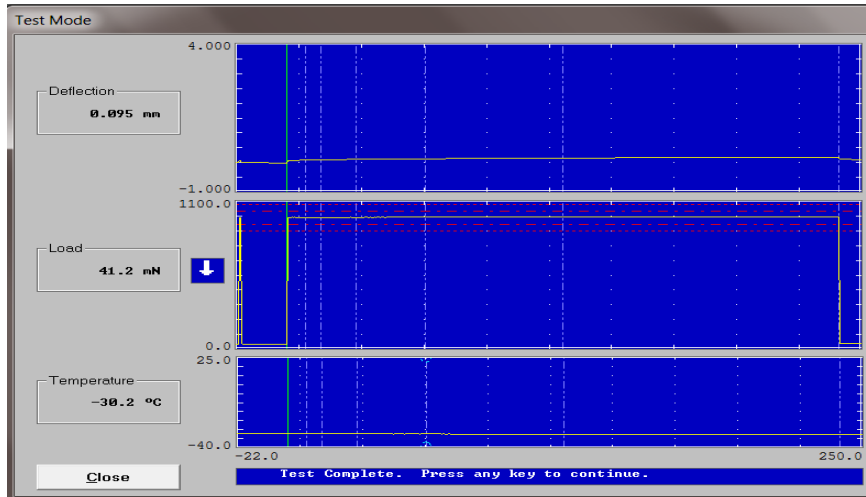 Test Mode
4.000
Deflection
0.095 mm
-1.000
1100.0
Load
41.2 mN
0.0
25.0
Temperature
-30.2 ºC
-40.0
-22.0
250.0
Close
Test Complete. Press any key to continue.